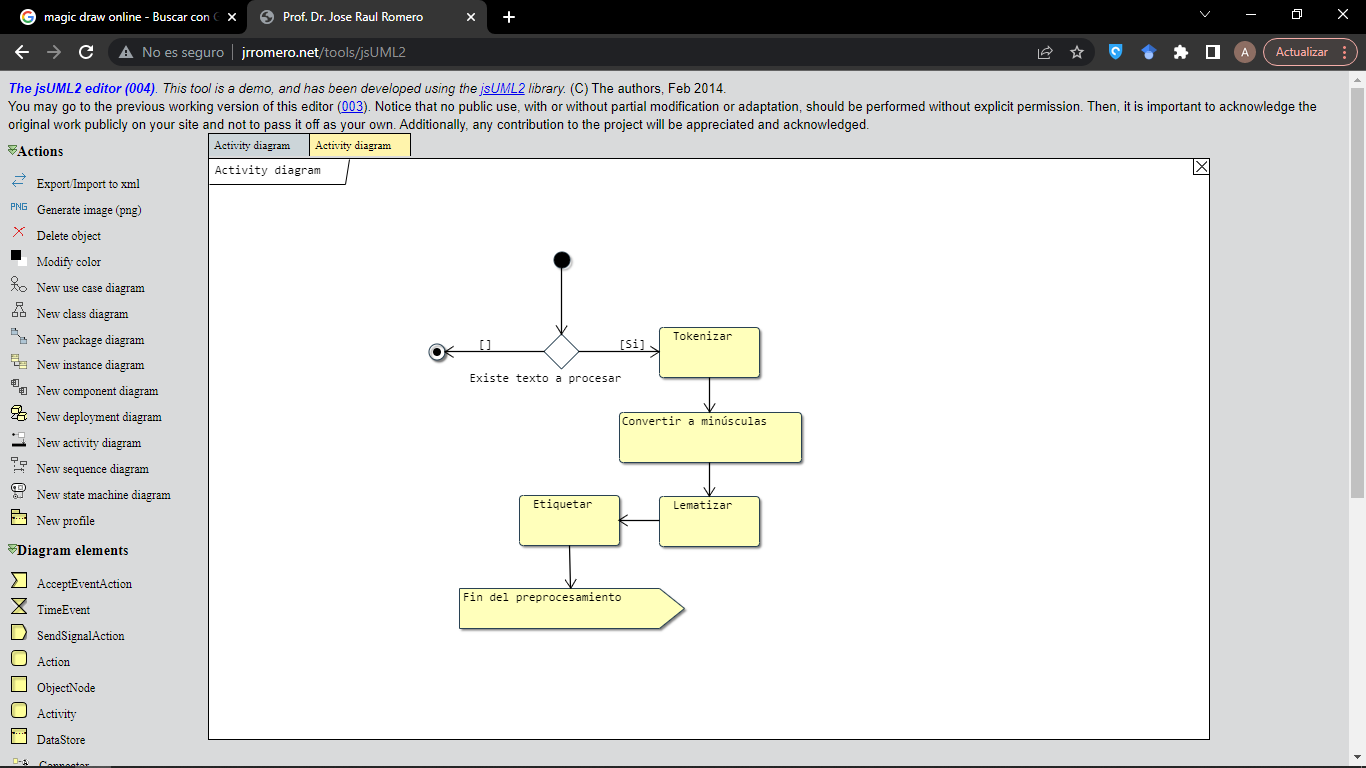 magic draw online - Buscar con G
Prof. Dr. Jose Raul Romero
No es seguro
jrromero.net/tools/jsUML2
A
Actualizar
The jsUML2 editor (004). This tool is a demo, and has been developed using the jsUML2 library. (C) The authors, Feb 2014.
You may go to the previous working version of this editor (003). Notice that no public use, with or without partial modification or adaptation, should be performed without explicit permission. Then, it is important to acknowledge the
original work publicly on your site and not to pass it off as your own. Additionally, any contribution to the project will be appreciated and acknowledged.
Actions
Export/Import to xml
PNG Generate image (png)
Delete object
Modify color
New use case diagram
New class diagram
New package diagram
New instance diagram
New component diagram
New deployment diagram
New activity diagram
New sequence diagram
New state machine diagram
New profile
Diagram elements
AcceptEventAction
TimeEvent
SendSignalAction
Action
ObjectNode
Activity
DataStore
Connector
Activity diagram
Activity diagram
Activity diagram
[]
[Si]
Existe texto a procesar
Tokenizar
Convertir a minúsculas
Lematizar
Etiquetar
Fin del preprocesamiento